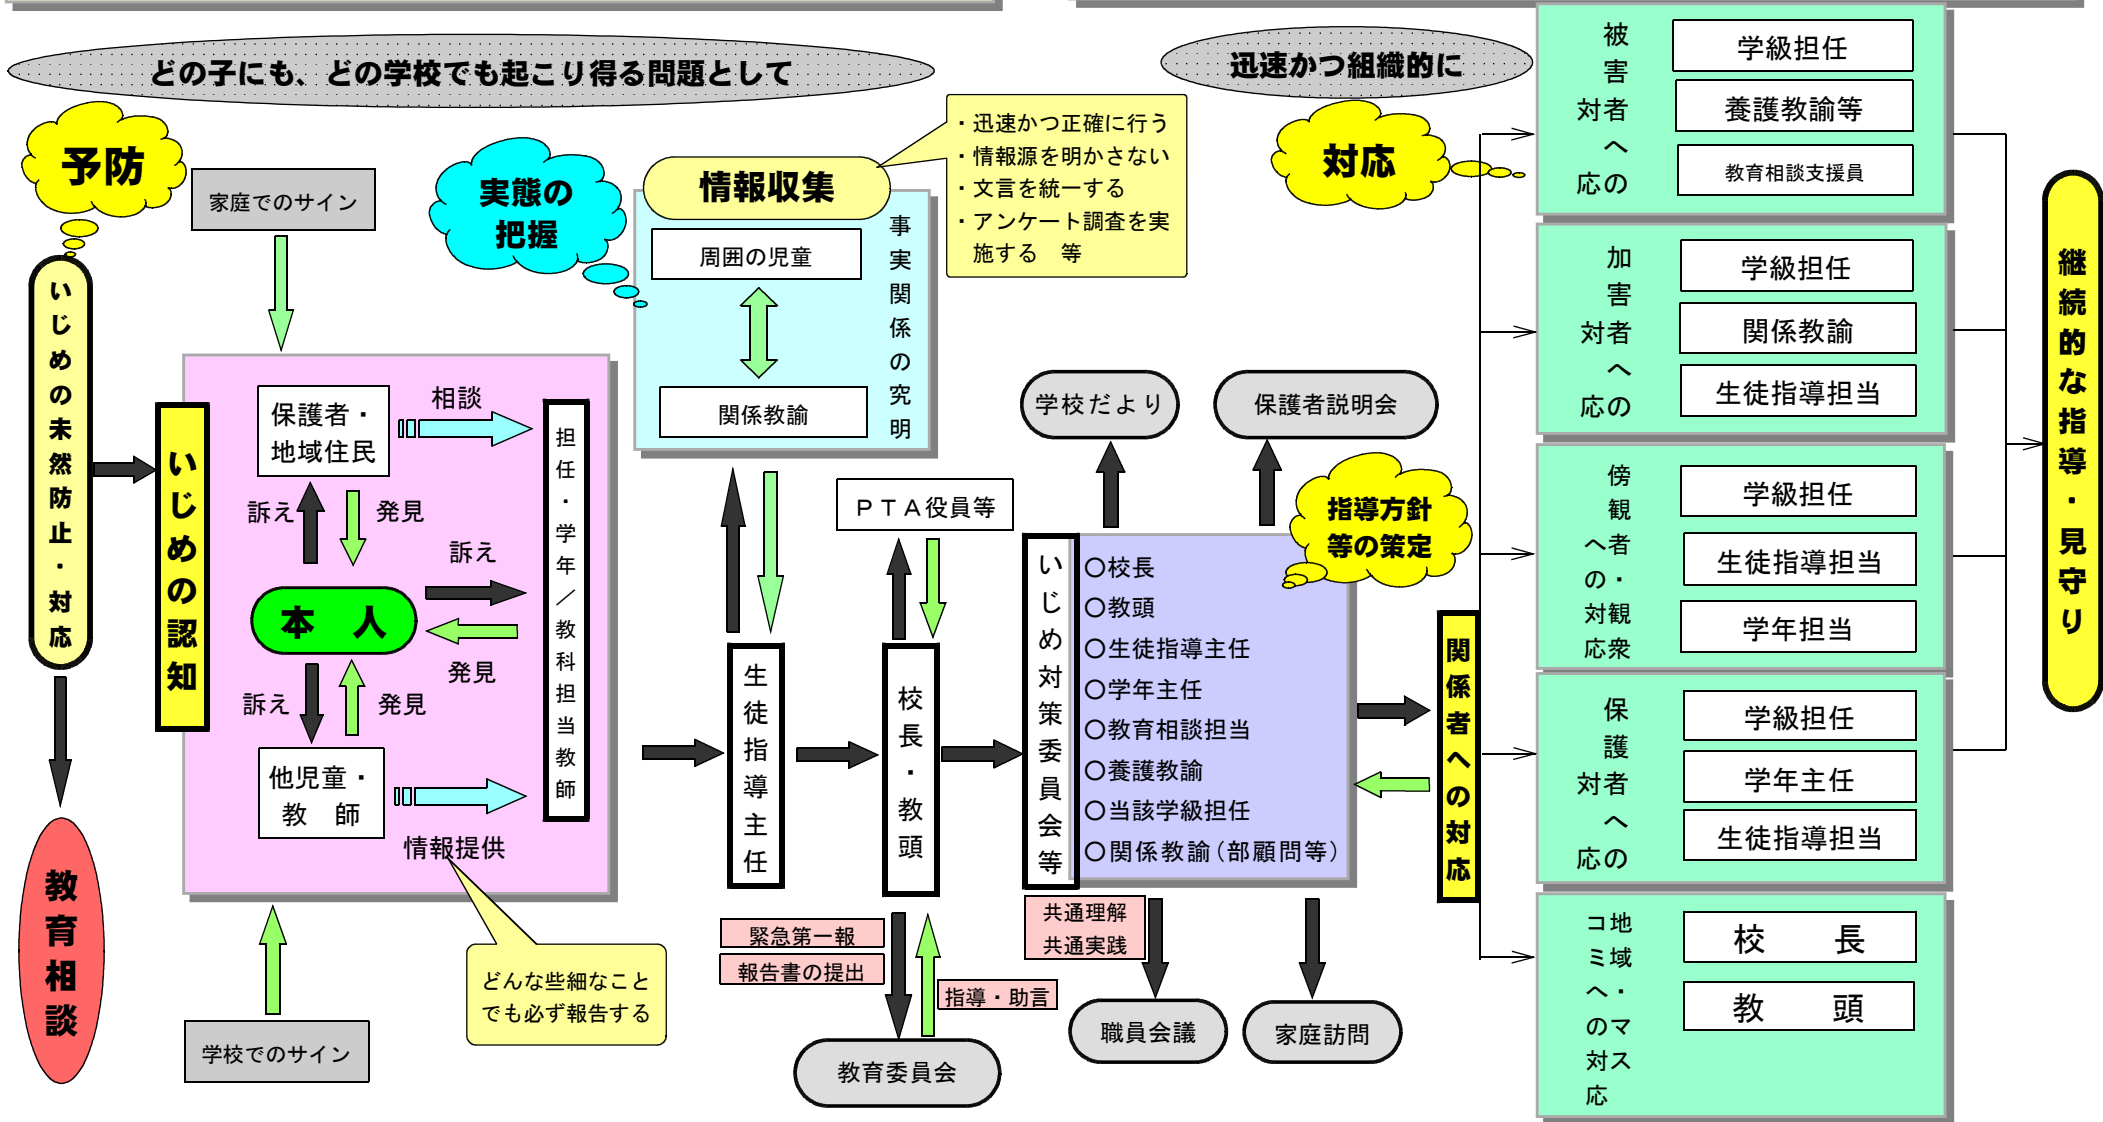 どの子にも、どの学校でも起こり得る問題として
迅速かつ組織的に
予防
いじめの未然防止・対応
教育相談
家庭でのサイン
いじめの認知
保護者・
地域住民
相談
訴え
発見
本　人
訴え
発見
訴え
発見
他児童・
教　師
情報提供
担任・学年／教科担当教師
どんな些細なこと
でも必ず報告する
学校でのサイン
実態の
把握
情報収集
周囲の児童
関係教諭
事実関係の究明
・迅速かつ正確に行う
・情報源を明かさない
・文言を統一する
・アンケート調査を実
施する　等
生徒指導主任
ＰＴＡ役員等
校長・教頭
緊急第一報
報告書の提出
指導・助言
教育委員会
学校だより
保護者説明会
指導方針
等の策定
いじめ対策委員会等
○校長
○教頭
○生徒指導主任
○学年主任
○教育相談担当
○養護教諭
○当該学級担任
○関係教諭（部顧問等）
共通理解
共通実践
職員会議
家庭訪問
対応
関係者への対応
被害者への
対応
学級担任
養護教諭等
教育相談支援員
加害者への
対応
学級担任
関係教諭
生徒指導担当
傍観者・観衆
への対応
学級担任
生徒指導担当
学年担当
保護者への
対応
学級担任
学年主任
生徒指導担当
地域・マス
コミへの対応
校　長
教　頭
継続的な指導・見守り